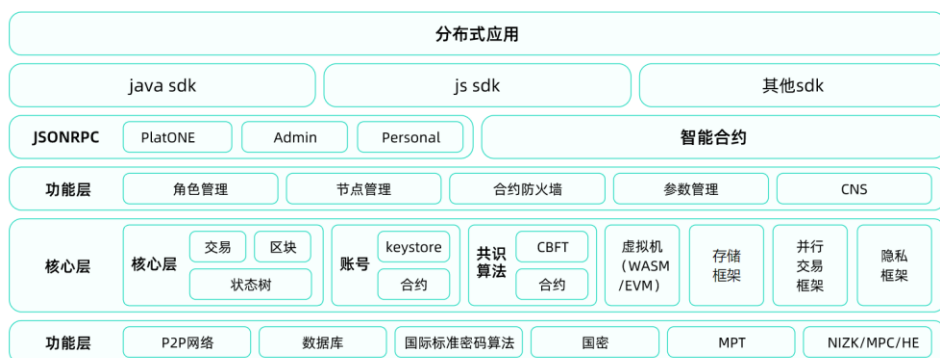 分布式应用
java sdk
js sdk
其他sdk
JSONRPC
PlatONE
Admin
Personal
智能合约
功能层
角色管理
节点管理
合约防火墙
参数管理
CNS
核心层
核心层
交易
区块
状态树
账号
keystore
合约
共识
算法
CBFT
合约
虚拟机
（WASM
/EVM）
存储
框架
并行
交易
框架
隐私
框架
功能层
P2P网络
数据库
国际标准密码算法
国密
MPT
NIZK/MPC/HE